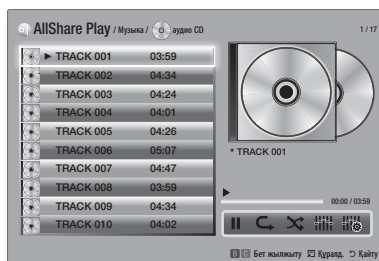 AllShare Play / Музыка / аудио CD 1 / 17
► TRACK 001 03:59
TRACK 002 04:34
TRACK 003 04:24
TRACK 004 04:01
TRACK 005 04:26
TRACK 006 05:07
TRACK 007 04:47
TRACK 008 03:59
TRACK 009 04:34
TRACK 010 04:02
* TRACK 001
00:00 / 03:59
B C Бет жылжыту Құралд. Қайту